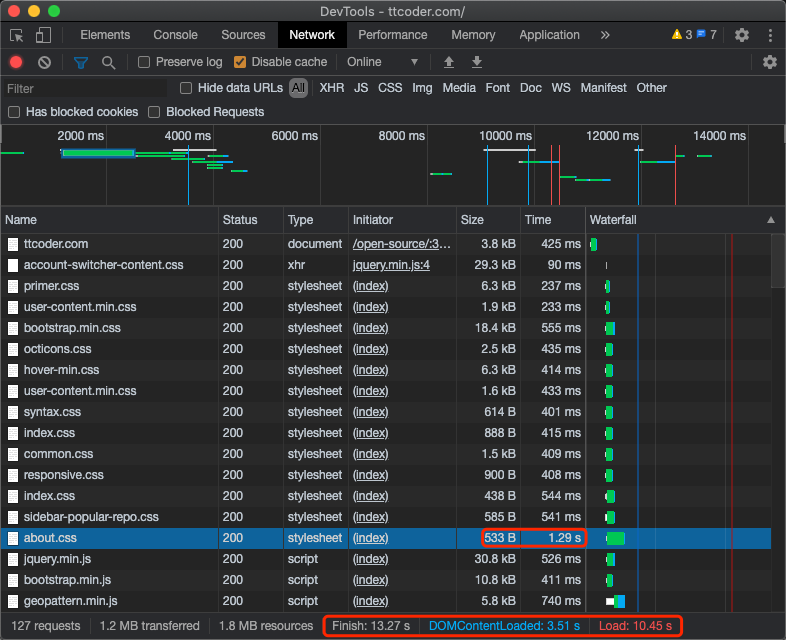 DevTools - ttcoder.com/
Elements Console Sources Network Performance Memory Application » 3 7
Preserve log Disable cache Online ▼
Filter Hide data URLs All XHR JS CSS Img Media Font Doc WS Manifest Other
Has blocked cookies Blocked Requests
2000 ms 4000 ms 6000 ms 8000 ms 10000 ms 12000 ms 14000 ms
Name Status Type Initiator Size Time Waterfall ▲
ttcoder.com 200 document /open-source/:3... 3.8 kB 425 ms
account-switcher-content.css 200 xhr jquery.min.js:4 29.3 kB 90 ms
primer.css 200 stylesheet (index) 6.3 kB 237 ms
user-content.min.css 200 stylesheet (index) 1.9 kB 233 ms
bootstrap.min.css 200 stylesheet (index) 18.4 kB 555 ms
octicons.css 200 stylesheet (index) 2.5 kB 435 ms
hover-min.css 200 stylesheet (index) 6.3 kB 414 ms
user-content.min.css 200 stylesheet (index) 1.6 kB 433 ms
syntax.css 200 stylesheet (index) 614 B 401 ms
index.css 200 stylesheet (index) 888 B 415 ms
common.css 200 stylesheet (index) 1.5 kB 409 ms
responsive.css 200 stylesheet (index) 900 B 408 ms
index.css 200 stylesheet (index) 438 B 544 ms
sidebar-popular-repo.css 200 stylesheet (index) 585 B 541 ms
about.css 200 stylesheet (index) 533 B 1.29 s
jquery.min.js 200 script (index) 30.8 kB 526 ms
bootstrap.min.js 200 script (index) 10.8 kB 411 ms
geopattern.min.js 200 script (index) 5.8 kB 740 ms
127 requests 1.2 MB transferred 1.8 MB resources Finish: 13.27 s DOMContentLoaded: 3.51 s Load: 10.45 s